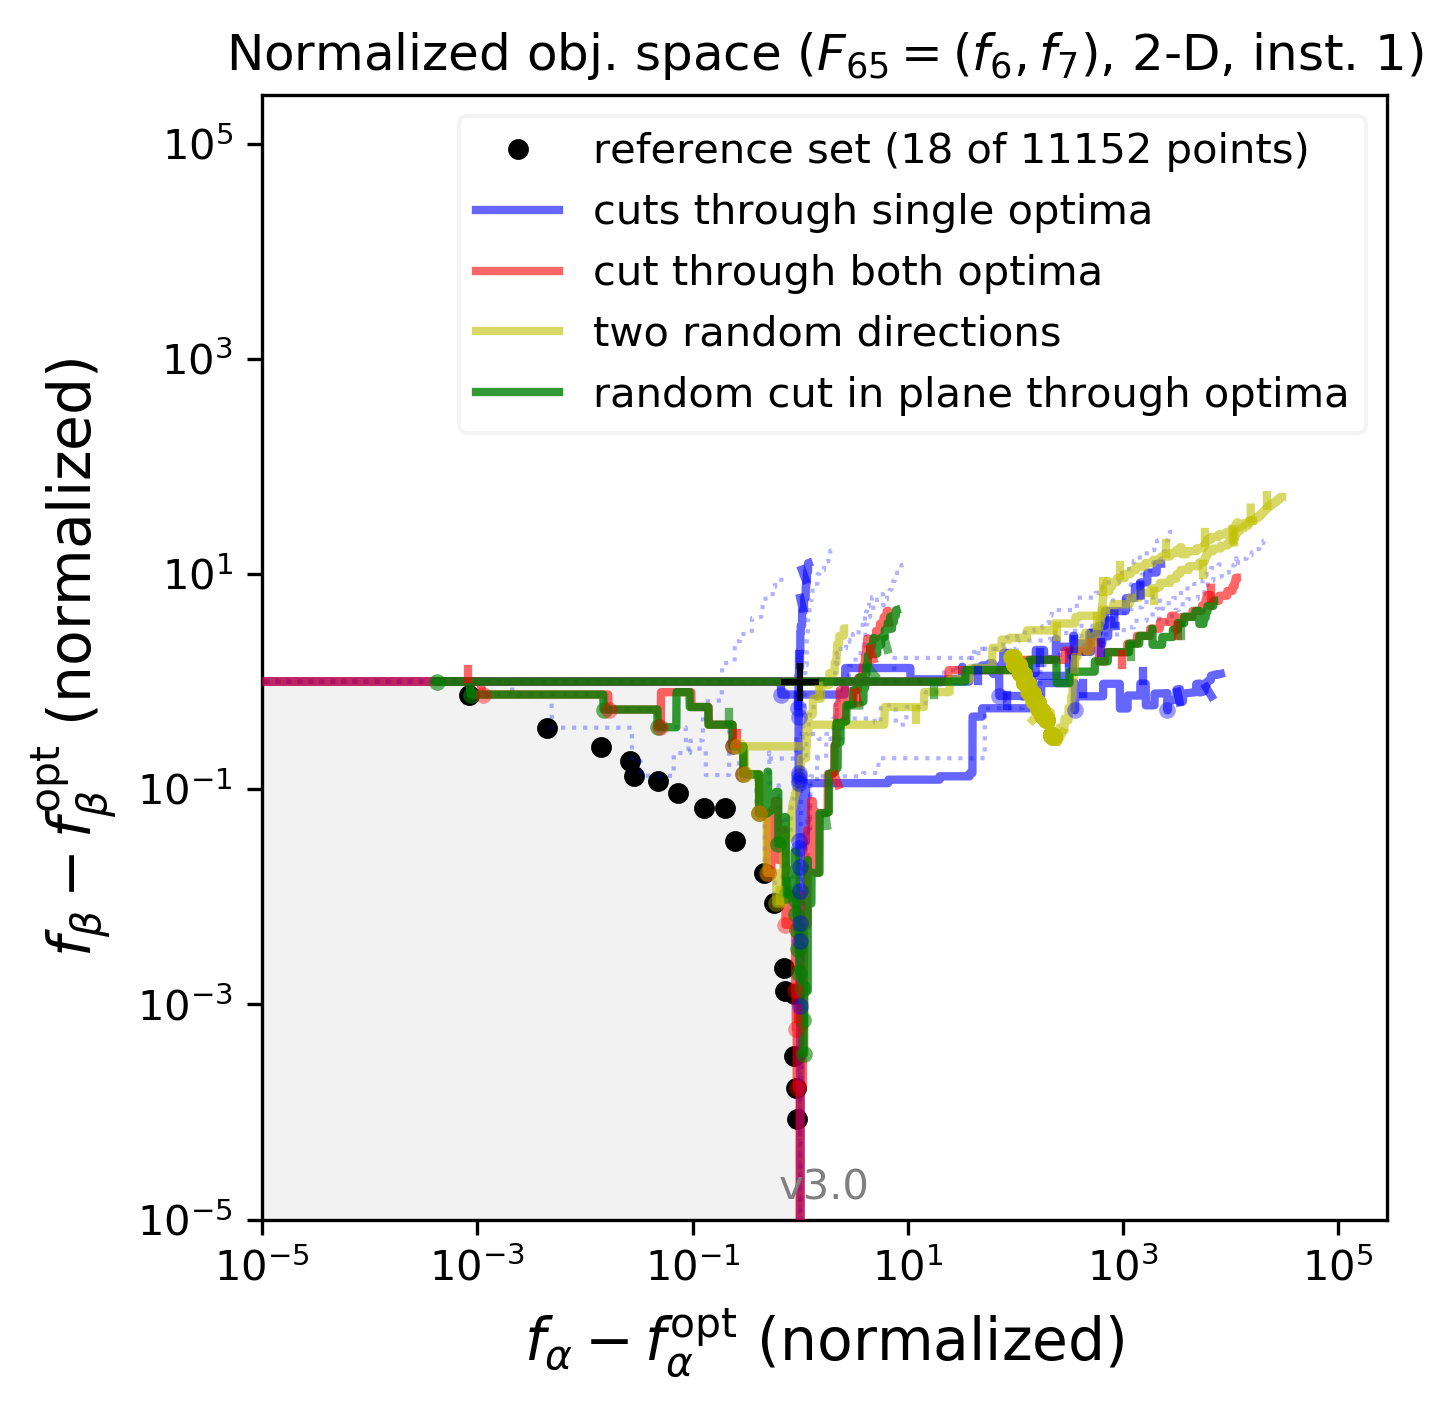 Normalized obj. space (F₆₅ = (f₆, f₇), 2-D, inst. 1)
reference set (18 of 11152 points)
cuts through single optima
cut through both optima
two random directions
random cut in plane through optima
10⁵
10³
10¹
10⁻¹
10⁻³
10⁻⁵
f_β − f_β^opt (normalized)
v3.0
10⁻⁵ 10⁻³ 10⁻¹ 10¹ 10³ 10⁵
f_α − f_α^opt (normalized)